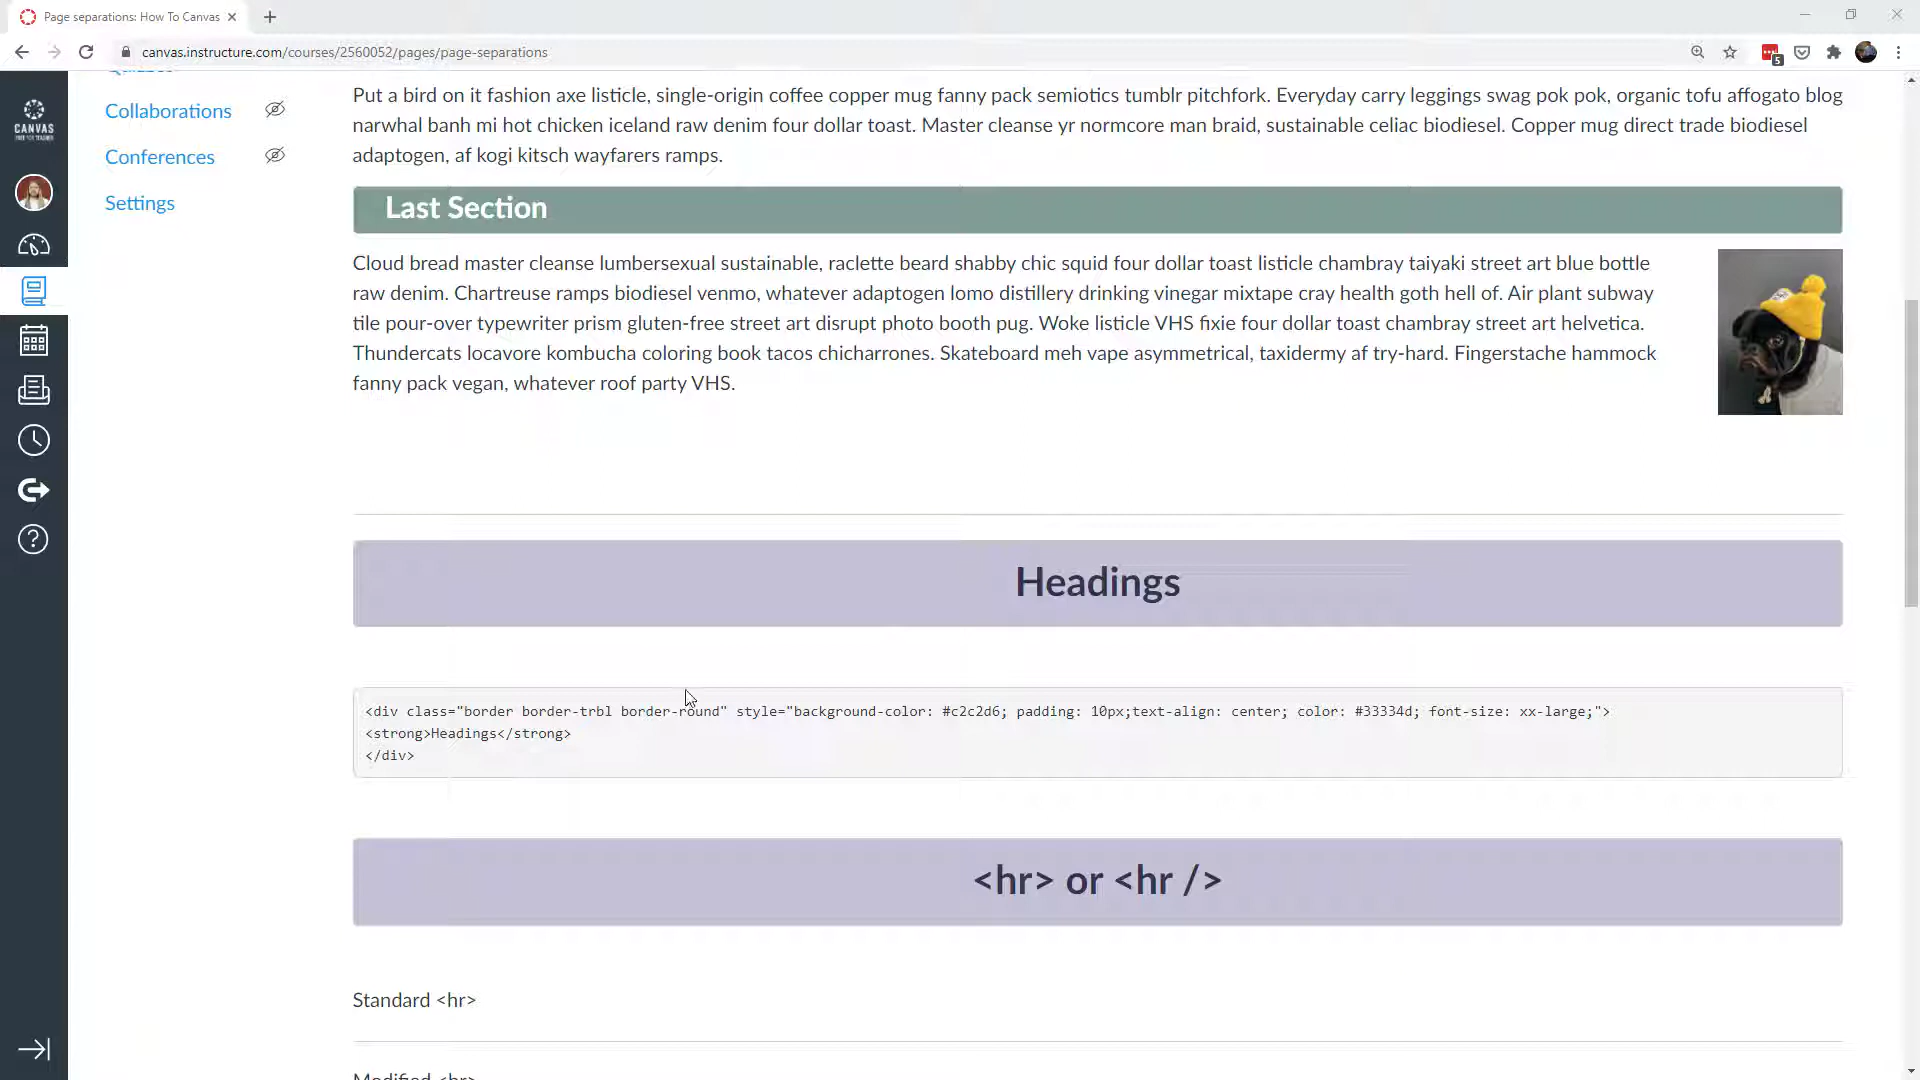 Page separations: How To Canvas
canvas.instructure.com/courses/2560052/pages/page-separations
5
CANVAS
Collaborations
Conferences
Settings
Put a bird on it fashion axe listicle, single-origin coffee copper mug fanny pack semiotics tumblr pitchfork. Everyday carry leggings swag pok pok, organic tofu affogato blog
narwhal banh mi hot chicken iceland raw denim four dollar toast. Master cleanse yr normcore man braid, sustainable celiac biodiesel. Copper mug direct trade biodiesel
adaptogen, af kogi kitsch wayfarers ramps.
Last Section
Cloud bread master cleanse lumbersexual sustainable, raclette beard shabby chic squid four dollar toast listicle chambray taiyaki street art blue bottle
raw denim. Chartreuse ramps biodiesel venmo, whatever adaptogen lomo distillery drinking vinegar mixtape cray health goth hell of. Air plant subway
tile pour-over typewriter prism gluten-free street art disrupt photo booth pug. Woke listicle VHS fixie four dollar toast chambray street art helvetica.
Thundercats locavore kombucha coloring book tacos chicharrones. Skateboard meh vape asymmetrical, taxidermy af try-hard. Fingerstache hammock
fanny pack vegan, whatever roof party VHS.
Headings
<div class="border border-trbl border-round" style="background-color: #c2c2d6; padding: 10px;text-align: center; color: #33334d; font-size: xx-large;">
<strong>Headings</strong>
</div>
<hr> or <hr />
Standard <hr>
Modified <hr>